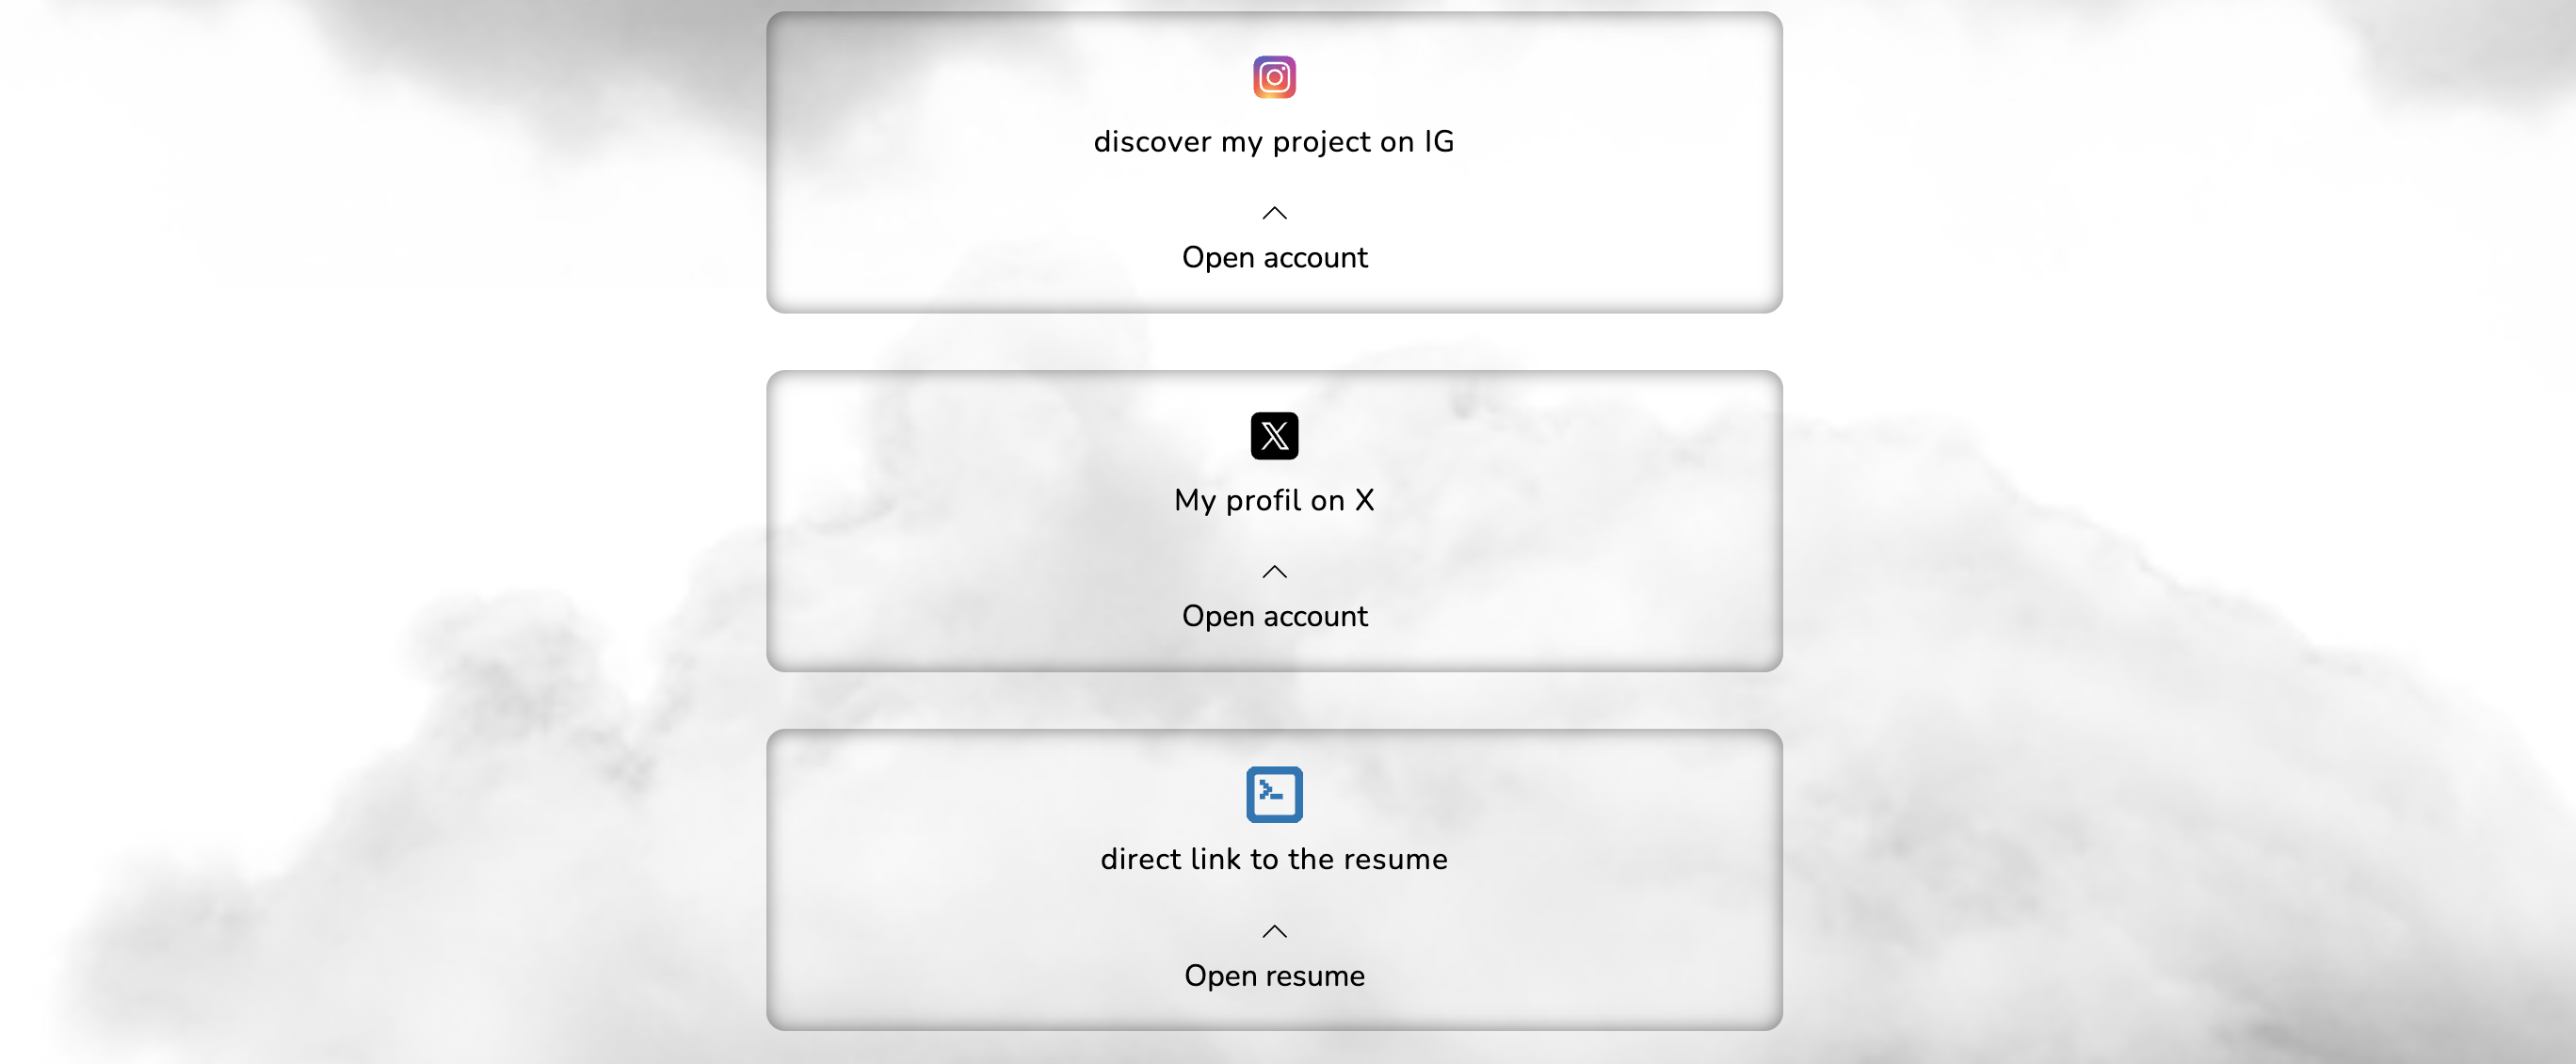 discover my project on IG
Open account
My profil on X
Open account
direct link to the resume
Open resume